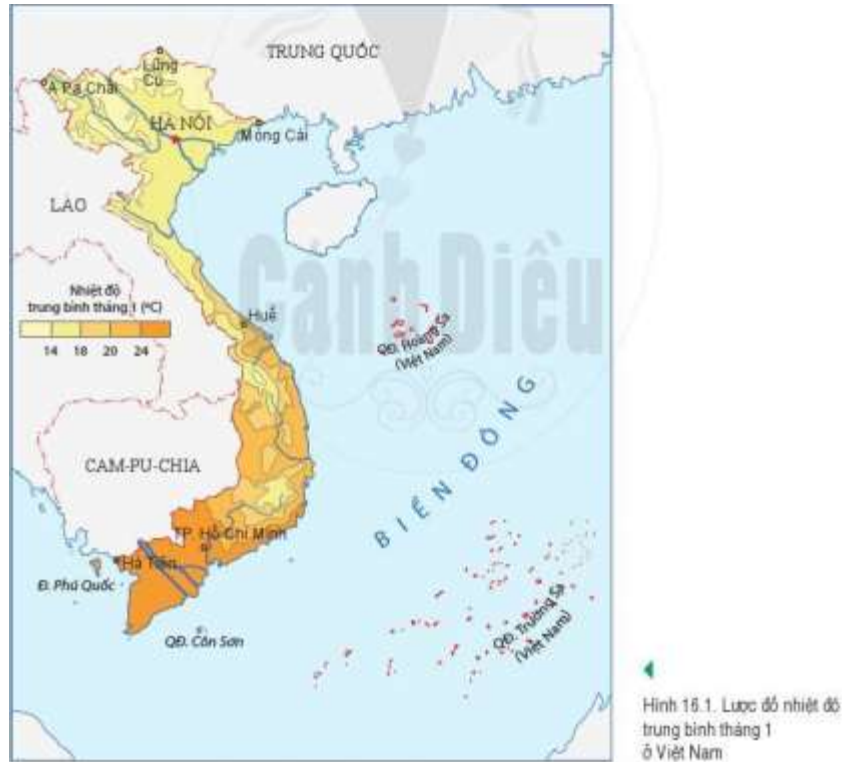 TRUNG QUỐC
Lũng
Cú
A Pa Chải
HÀ NỘI
Móng Cái
LÀO
Cánh Diều
Nhiệt độ
trung bình tháng 1 (ºC)
14 18 20 24
Huế
QĐ. Hoàng Sa
(Việt Nam)
BIỂN ĐÔNG
CAM-PU-CHIA
TP. Hồ Chí Minh
Hà Tiên
Đ. Phú Quốc
QĐ. Côn Sơn
QĐ. Trường Sa
(Việt Nam)
Hình 16.1. Lược đồ nhiệt độ
trung bình tháng 1
ở Việt Nam